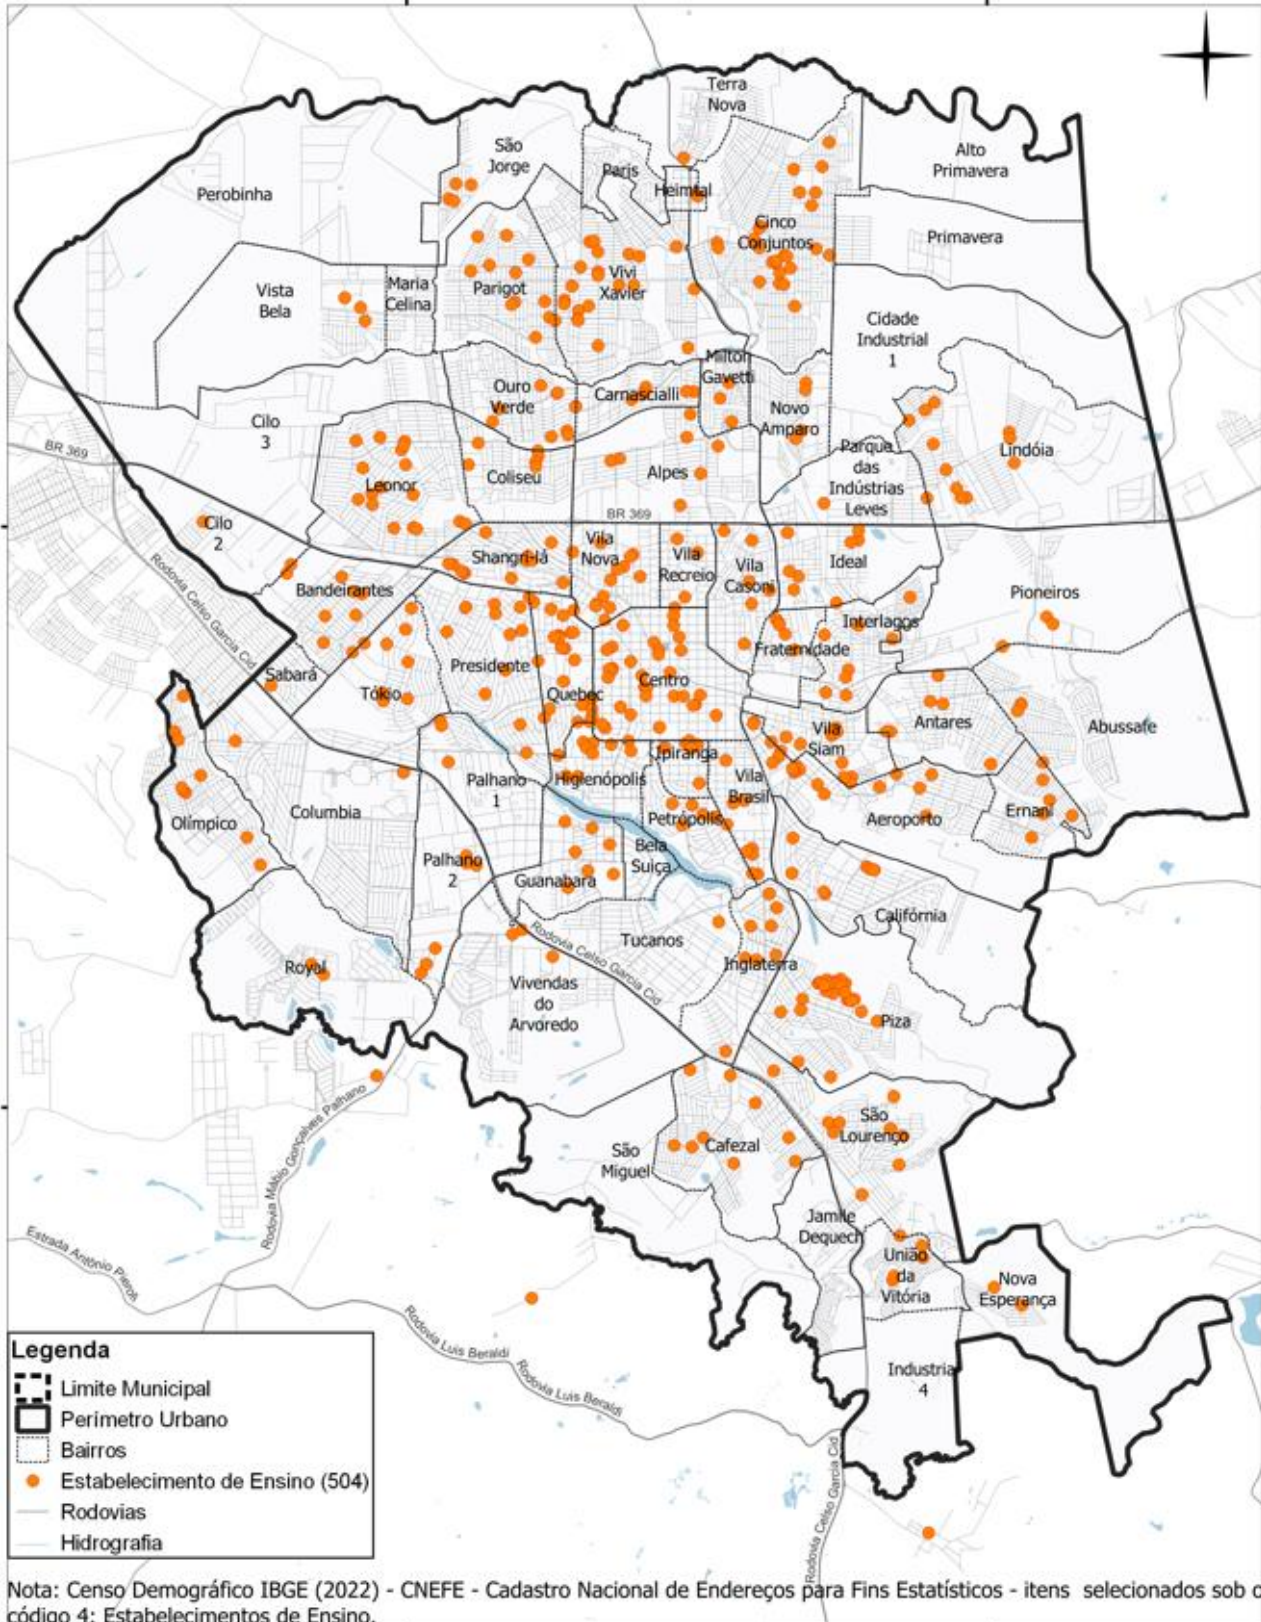 Terra
Nova
São
Jorge
Alto
Primavera
Paris
Heimtal
Perobinha
Cinco
Conjuntos
Primavera
Vista
Bela
Maria
Celina
Parigot
Vivi
Xavier
Cidade
Industrial
1
Milton
Gavetti
Ouro
Verde
Carnascialli
Novo
Amparo
Cilo
3
BR 369
Leonor
Coliseu
Alpes
Parque
das
Indústrias
Leves
Lindóia
BR 369
Cilo
2
Shangri-lá
Vila
Nova
Vila
Recreio
Vila
Casoni
Ideal
Rodovia Celso Garcia Cid
Bandeirantes
Pioneiros
Interlagos
Fraternidade
Sabará
Tókio
Presidente
Quebec
Centro
Vila
Siam
Antares
Abussafe
Ipiranga
Palhano
1
Higienópolis
Vila
Brasil
Columbia
Olímpico
Petrópolis
Aeroporto
Ernani
Bela
Suiça
Palhano
2
Guanabara
Califórnia
Tucanos
Rodovia Celso Garcia Cid
Royal
Inglaterra
Vivendas
do
Arvoredo
Piza
Rodovia Mábio Gonçalves Palhano
São
Lourenço
São
Miguel
Cafezal
Jamile
Dequech
União
da
Vitória
Nova
Esperança
Estrada Antônio Pieroli
Rodovia Luis Beraldi
Rodovia Luis Beraldi
Industrial
4
Rodovia Celso Garcia Cid
Legenda
Limite Municipal
Perímetro Urbano
Bairros
Estabelecimento de Ensino (504)
Rodovias
Hidrografia
Nota: Censo Demográfico IBGE (2022) - CNEFE - Cadastro Nacional de Endereços para Fins Estatísticos - itens selecionados sob o
código 4: Estabelecimentos de Ensino.